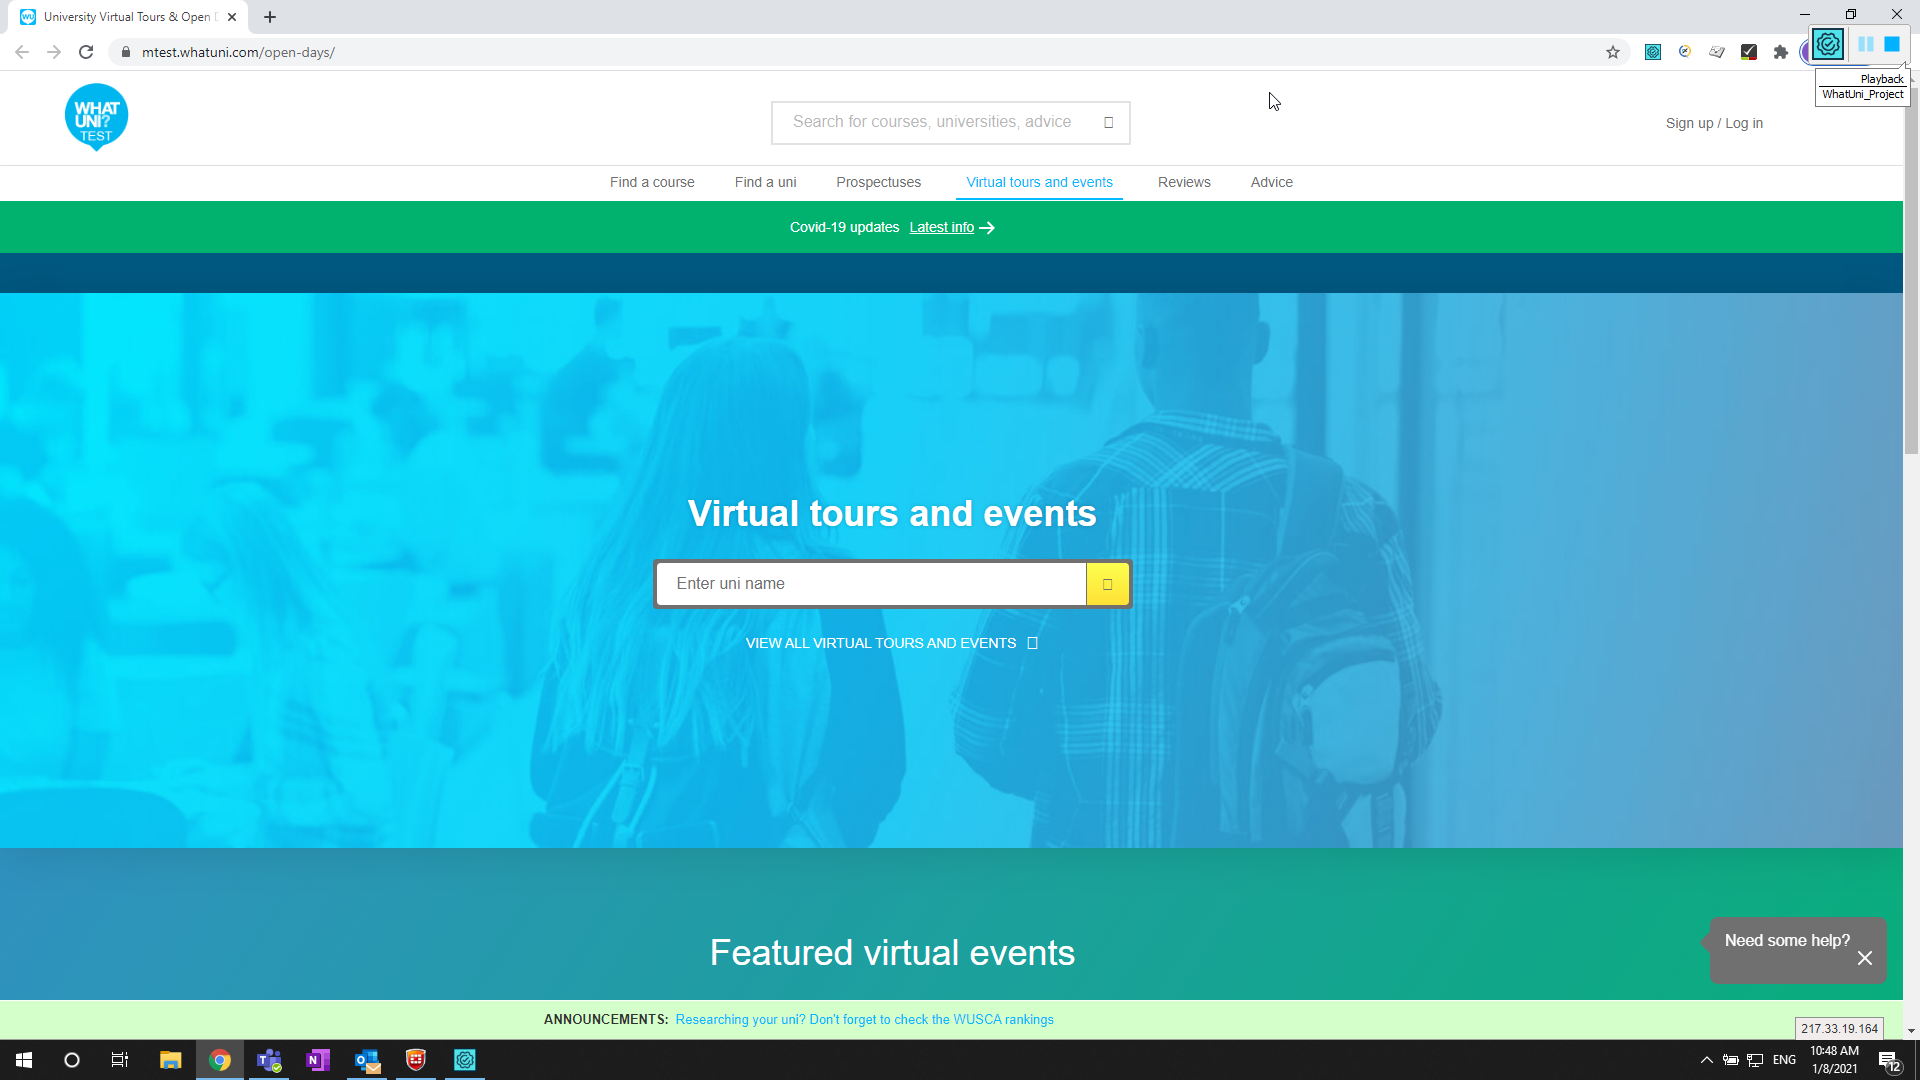 University Virtual Tours & Open
mtest.whatuni.com/open-days/
Playback
WhatUni_Project
WHAT
UNI?
TEST
Search for courses, universities, advice
Sign up / Log in
Find a course
Find a uni
Prospectuses
Virtual tours and events
Reviews
Advice
Covid-19 updates Latest info
Virtual tours and events
Enter uni name
VIEW ALL VIRTUAL TOURS AND EVENTS
Featured virtual events
Need some help?
ANNOUNCEMENTS: Researching your uni? Don't forget to check the WUSCA rankings
217.33.19.164
ENG
10:48 AM
1/8/2021
12